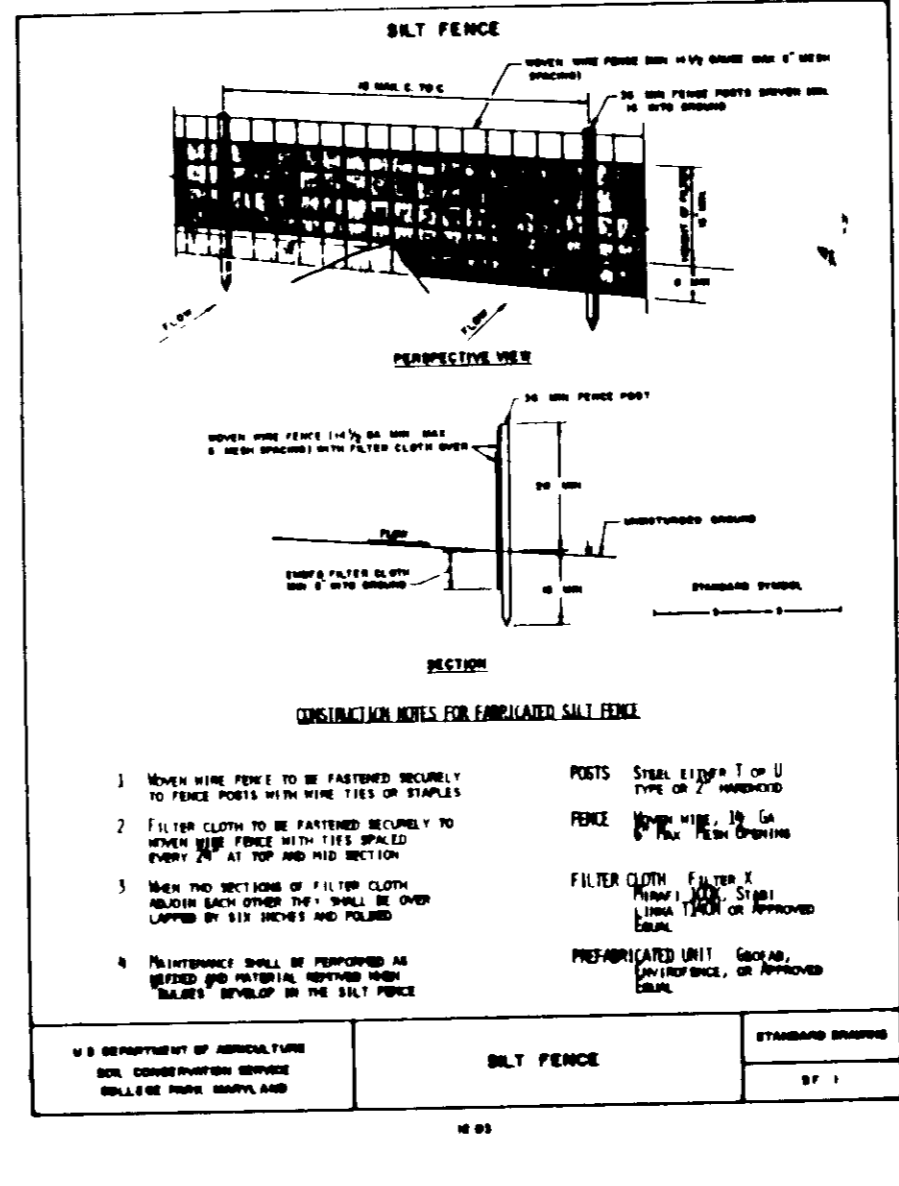 SILT FENCE
WOVEN WIRE FENCE (MIN 14 1/2 GAUGE MAX 6" MESH
SPACING)
10 MAX C. TO C
36 MIN FENCE POSTS DRIVEN MIN.
16 INTO GROUND
HEIGHT OF FILTER
MIN
8 MIN
FLOW
FLOW
PERSPECTIVE VIEW
36 MIN FENCE POST
WOVEN WIRE FENCE (14 1/2 GA MIN MAX
6 MESH SPACING) WITH FILTER CLOTH OVER
20 MIN
UNDISTURBED GROUND
FLOW
EMBED FILTER CLOTH
MIN 8" INTO GROUND
16 MIN
STANDARD SYMBOL
SECTION
CONSTRUCTION NOTES FOR FABRICATED SILT FENCE
1 WOVEN WIRE FENCE TO BE FASTENED SECURELY
TO FENCE POSTS WITH WIRE TIES OR STAPLES
2 FILTER CLOTH TO BE FASTENED SECURELY TO
WOVEN WIRE FENCE WITH TIES SPACED
EVERY 24" AT TOP AND MID SECTION
3 WHEN TWO SECTIONS OF FILTER CLOTH
ADJOIN EACH OTHER THEY SHALL BE OVER
LAPPED BY SIX INCHES AND FOLDED
4 MAINTENANCE SHALL BE PERFORMED AS
NEEDED AND MATERIAL REMOVED WHEN
"BULGES" DEVELOP IN THE SILT FENCE
POSTS STEEL EITHER T OR U
TYPE OR 2" HARDWOOD
FENCE WOVEN WIRE, 14 GA
6" MAX MESH OPENING
FILTER CLOTH FILTER X
MIRAFI 100X, STABI
LINKA T140N OR APPROVED
EQUAL
PREFABRICATED UNIT GEOFAB,
ENVIROFENCE, OR APPROVED
EQUAL
U S DEPARTMENT OF AGRICULTURE
SOIL CONSERVATION SERVICE
COLLEGE PARK MARYLAND
SILT FENCE
STANDARD DRAWING
SF 1